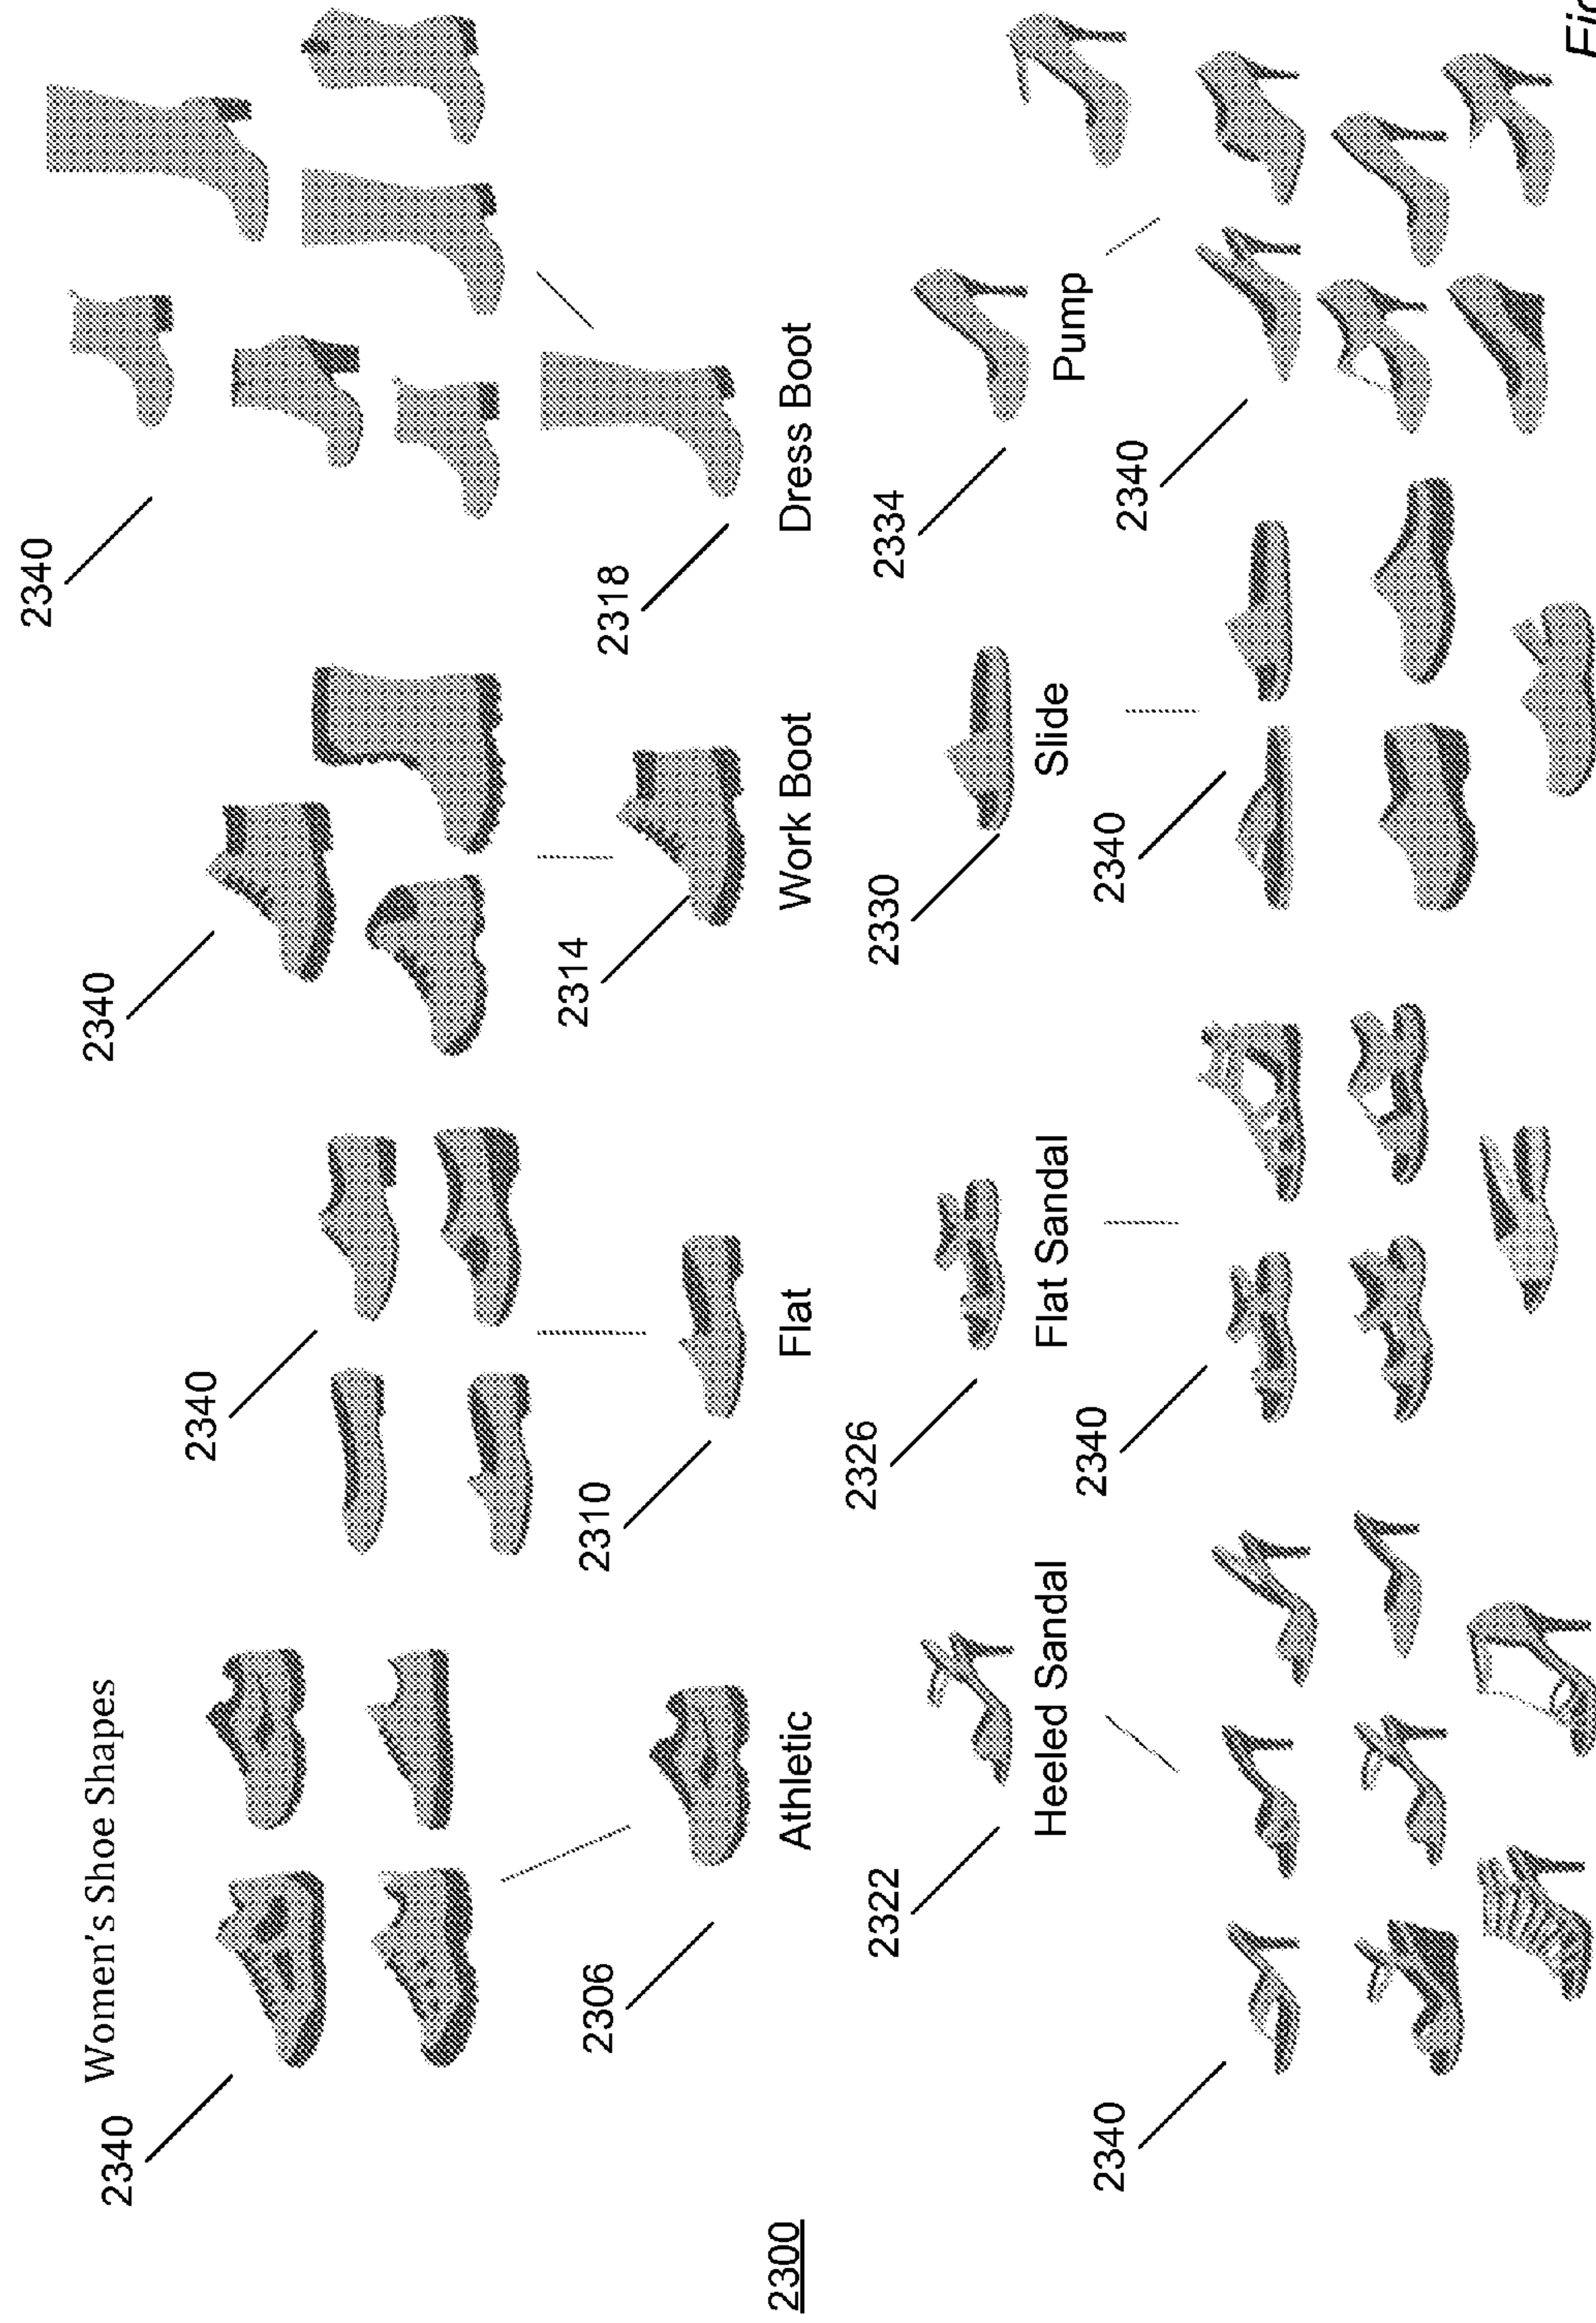 Women's Shoe Shapes
2340
2340
2340
2340
2306
2310
2314
2318
Athletic
Flat
Work Boot
Dress Boot
2300
2322
2326
2330
2334
Heeled Sandal
Flat Sandal
Slide
Pump
2340
2340
2340
2340